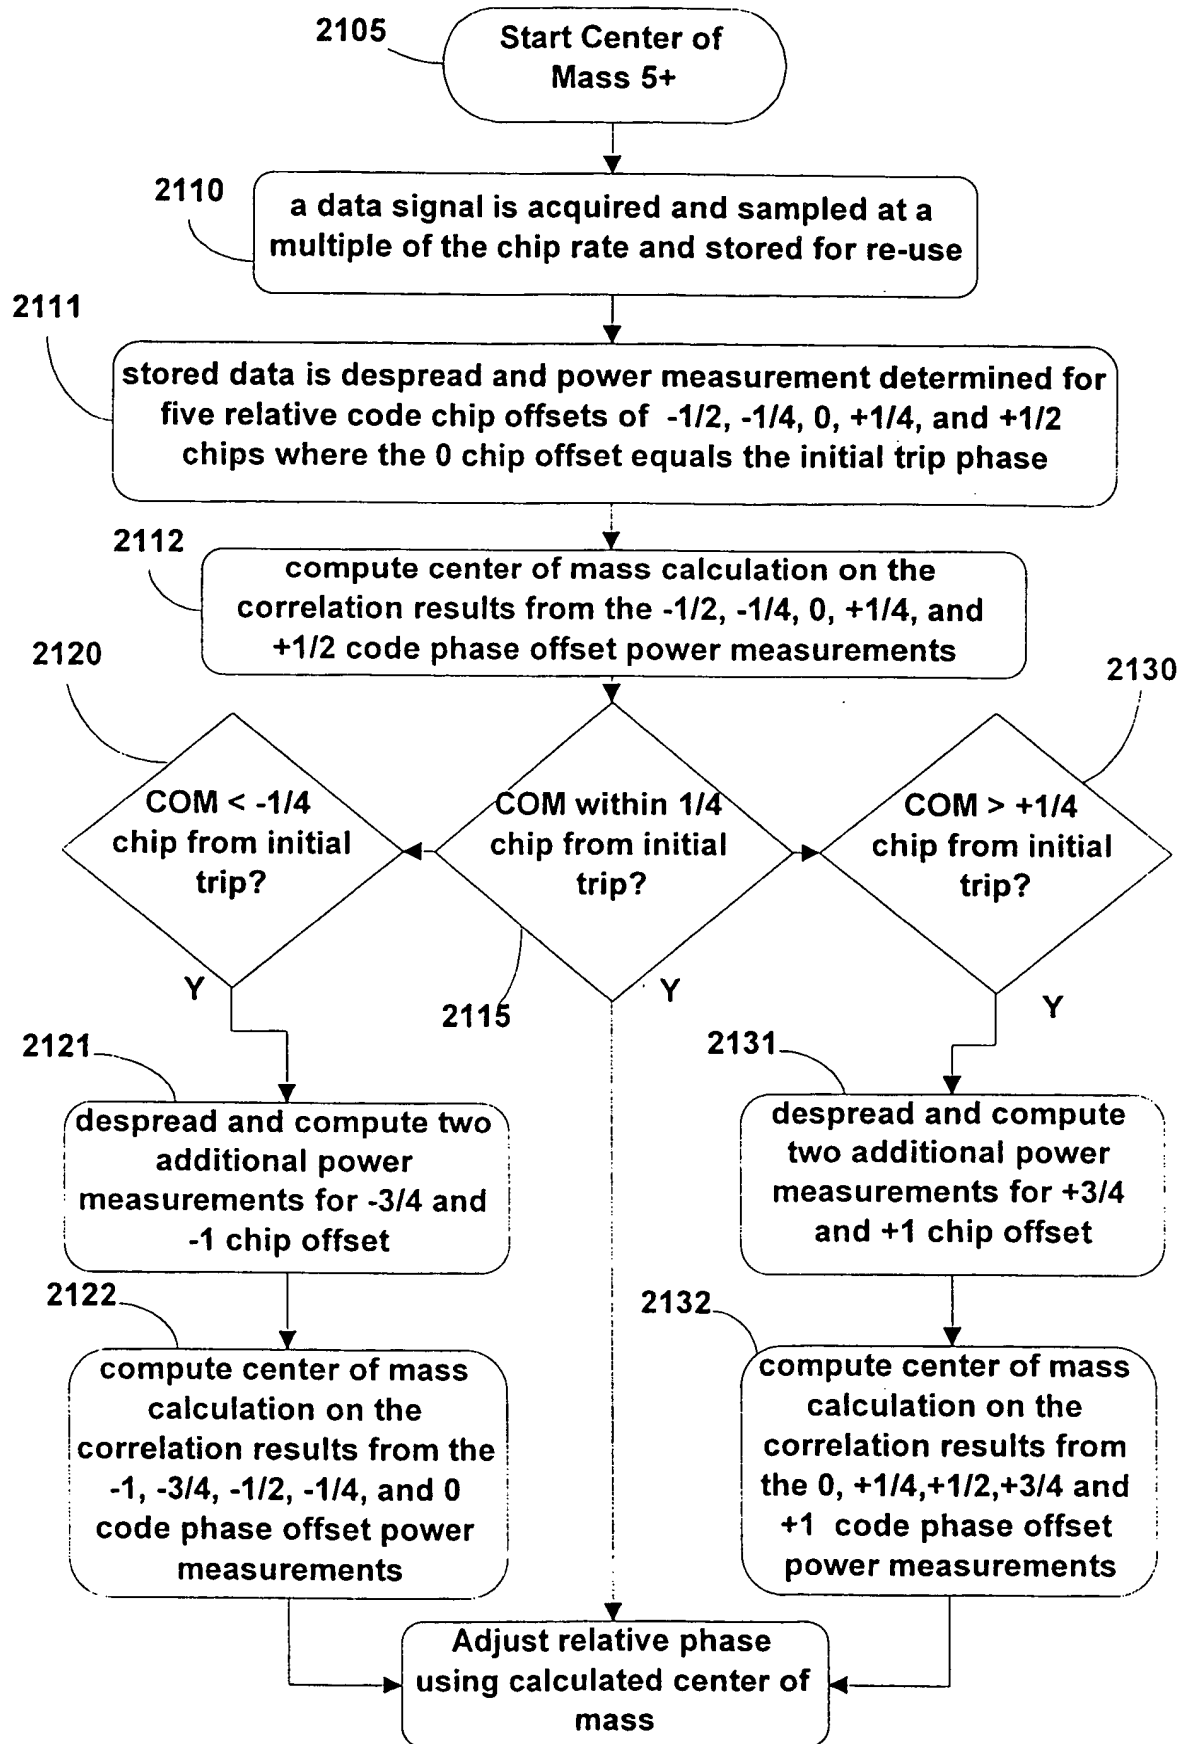 2105
Start Center of
Mass 5+
2110
a data signal is acquired and sampled at a
multiple of the chip rate and stored for re-use
2111
stored data is despread and power measurement determined for
five relative code chip offsets of -1/2, -1/4, 0, +1/4, and +1/2
chips where the 0 chip offset equals the initial trip phase
2112
compute center of mass calculation on the
correlation results from the -1/2, -1/4, 0, +1/4, and
+1/2 code phase offset power measurements
2120
COM < -1/4
chip from initial
trip?
Y
COM within 1/4
chip from initial
trip?
2115
Y
2130
COM > +1/4
chip from initial
trip?
Y
2121
despread and compute two
additional power
measurements for -3/4 and
-1 chip offset
2131
despread and compute
two additional power
measurements for +3/4
and +1 chip offset
2122
compute center of mass
calculation on the
correlation results from the
-1, -3/4, -1/2, -1/4, and 0
code phase offset power
measurements
2132
compute center of mass
calculation on the
correlation results from
the 0, +1/4,+1/2,+3/4 and
+1 code phase offset
power measurements
Adjust relative phase
using calculated center of
mass